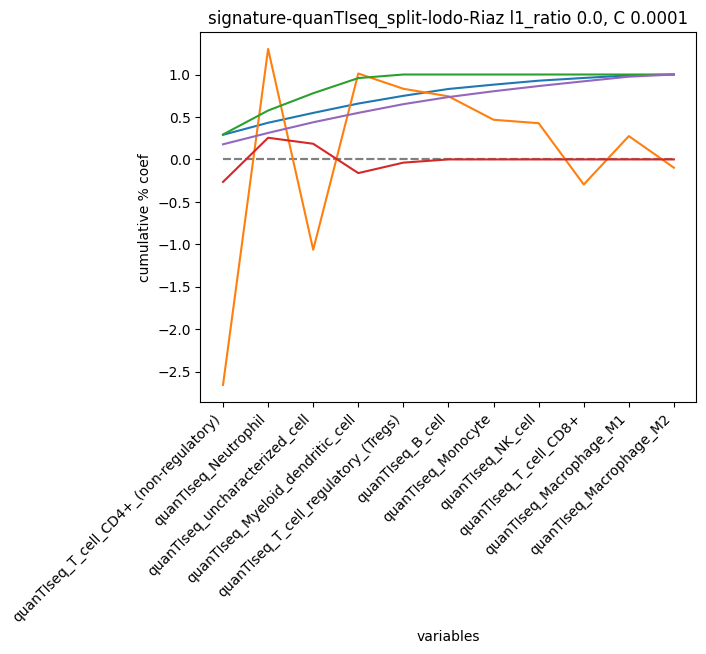 signature-quanTIseq_split-lodo-Riaz l1_ratio 0.0, C 0.0001
1.0
0.5
0.0
−0.5
−1.0
−1.5
−2.0
−2.5
cumulative % coef
quanTIseq_T_cell_CD4+_(non-regulatory)
quanTIseq_Neutrophil
quanTIseq_uncharacterized_cell
quanTIseq_Myeloid_dendritic_cell
quanTIseq_T_cell_regulatory_(Tregs)
quanTIseq_B_cell
quanTIseq_Monocyte
quanTIseq_NK_cell
quanTIseq_T_cell_CD8+
quanTIseq_Macrophage_M1
quanTIseq_Macrophage_M2
variables